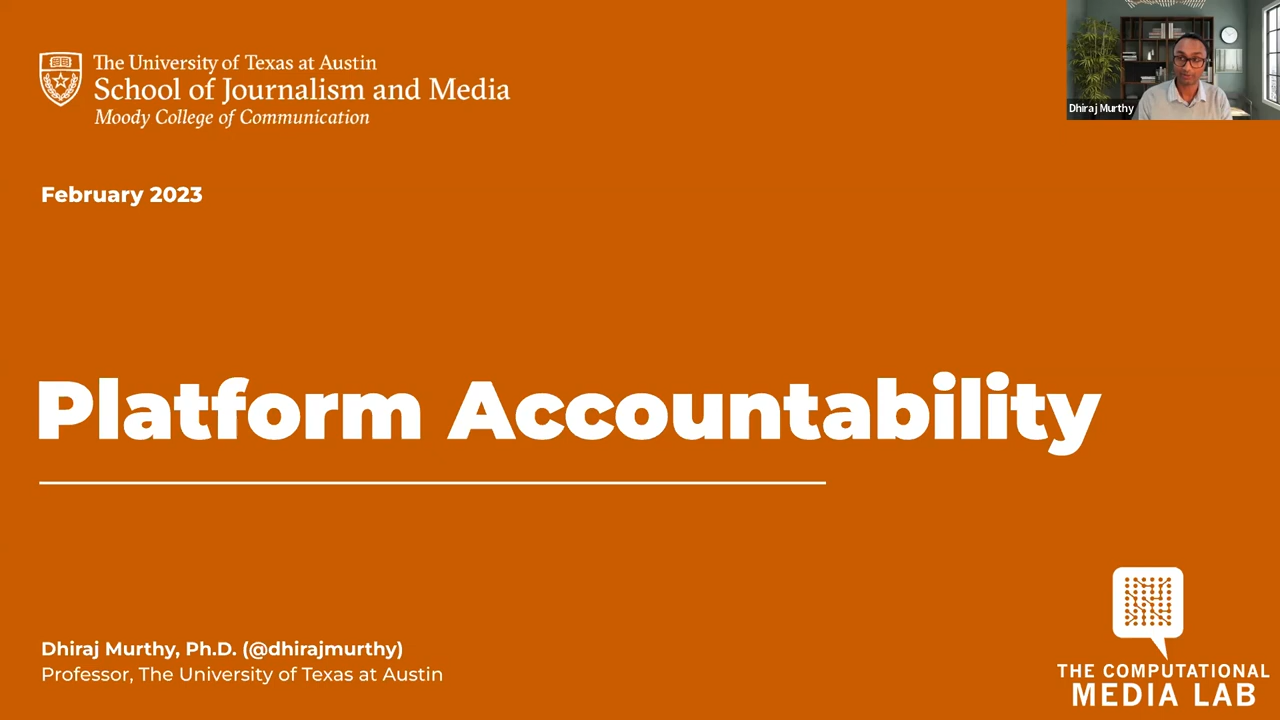 The University of Texas at Austin
School of Journalism and Media
Moody College of Communication
Dhiraj Murthy
February 2023
Platform Accountability
Dhiraj Murthy, Ph.D. (@dhirajmurthy)
Professor, The University of Texas at Austin
THE COMPUTATIONAL
MEDIA LAB